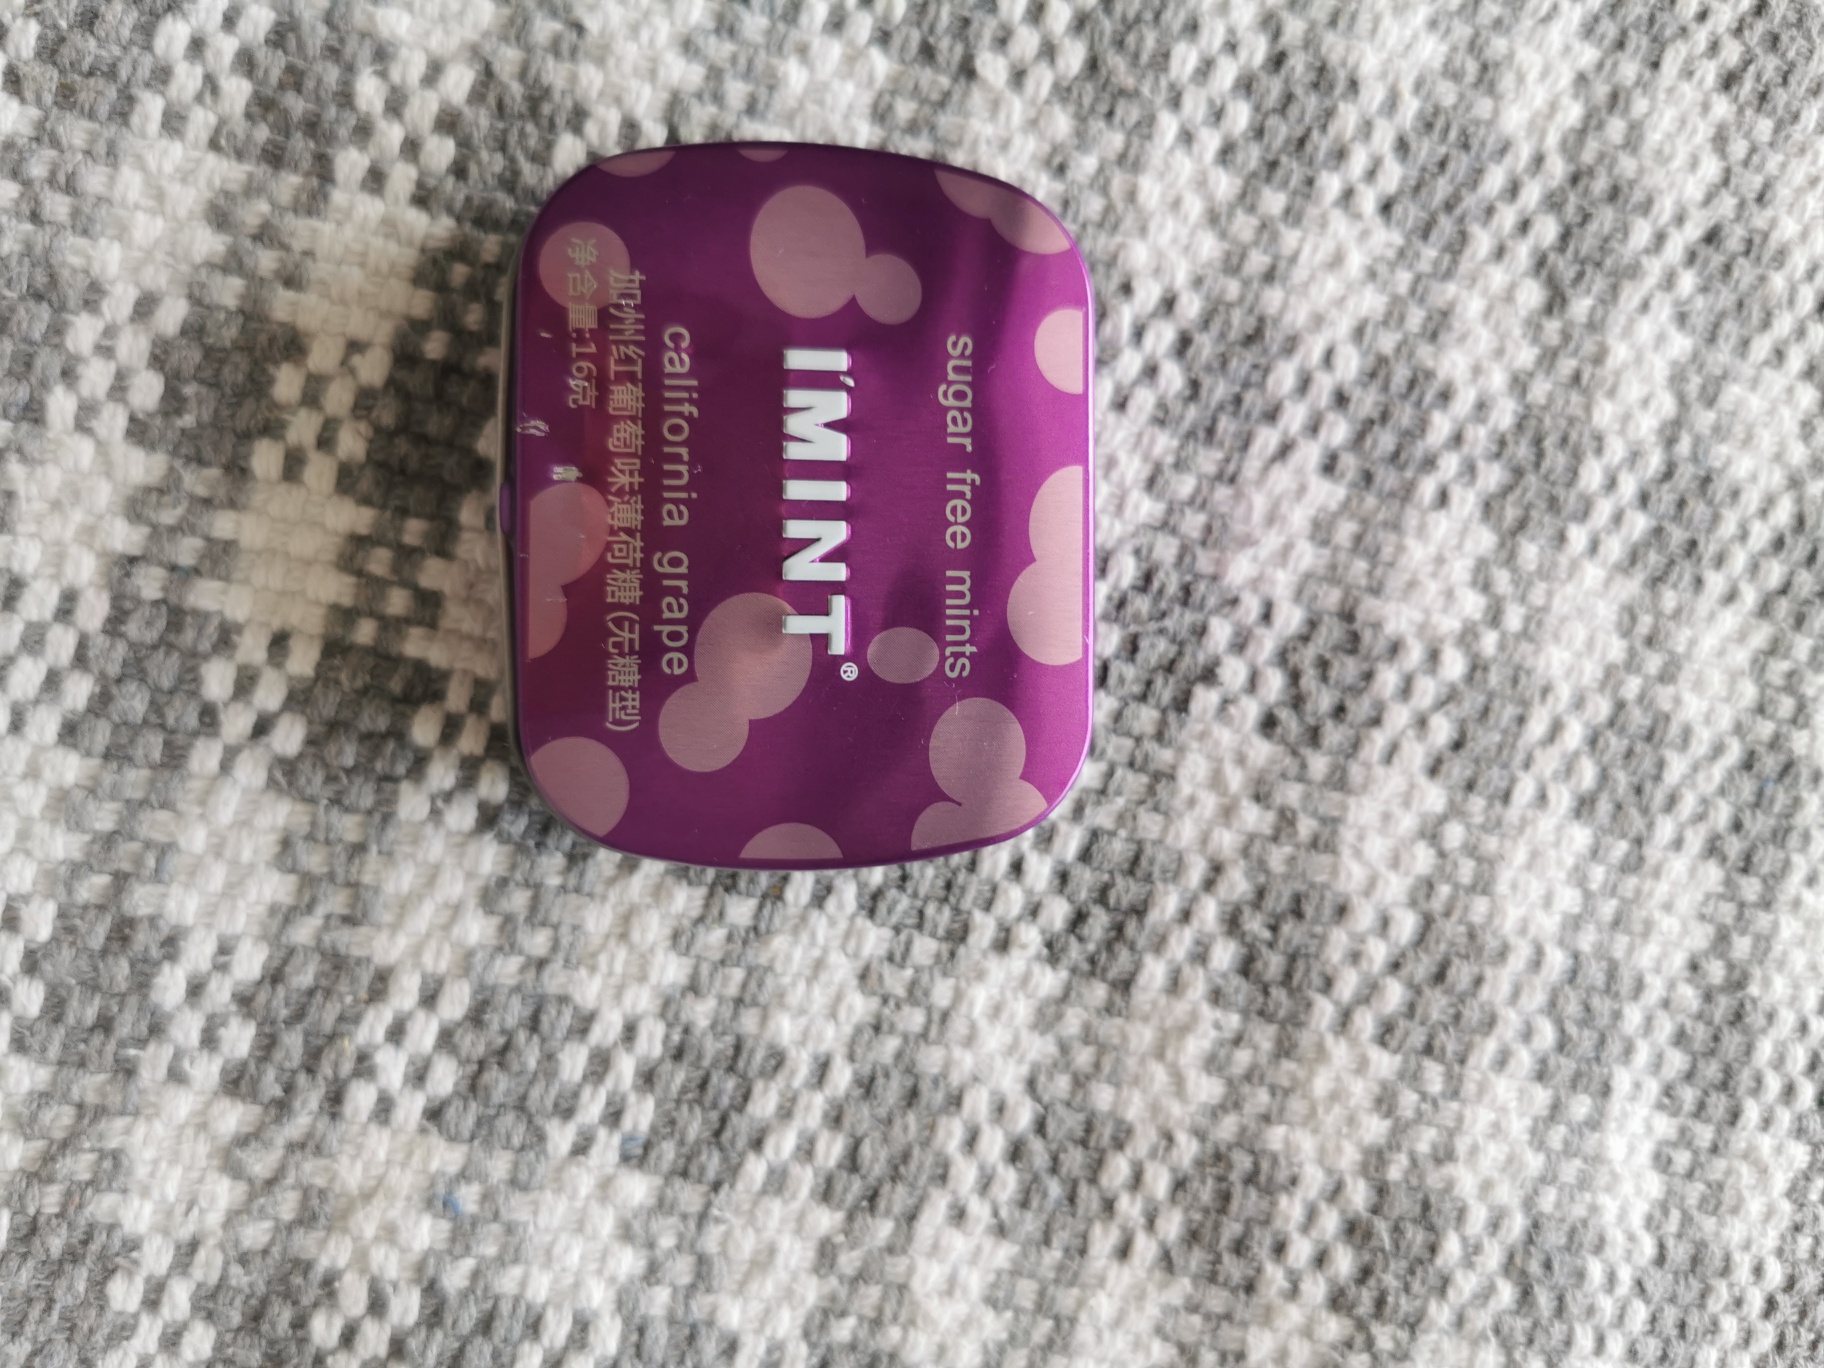 sugar free mints
I'MINT®
california grape
加州红葡萄味薄荷糖(无糖型)
净含量:16克